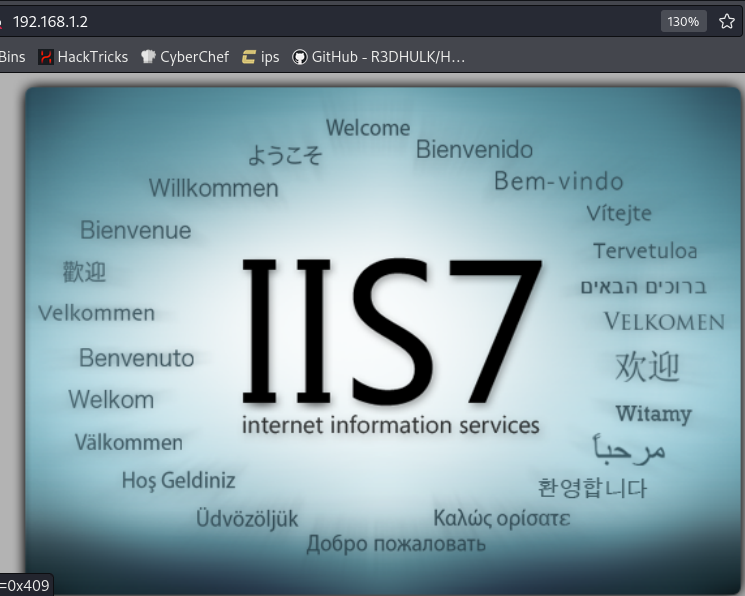 192.168.1.2
130%
Bins HackTricks CyberChef ips GitHub - R3DHULK/H…
Welcome
ようこそ
Bienvenido
Willkommen
Bem-vindo
Vítejte
Bienvenue
Tervetuloa
歡迎
ברוכים הבאים
Velkommen
VELKOMEN
IIS7
internet information services
Benvenuto
欢迎
Welkom
Witamy
Välkommen
مرحباً
Hoş Geldiniz
환영합니다
Üdvözöljük
Καλώς ορίσατε
Добро пожаловать
=0x409